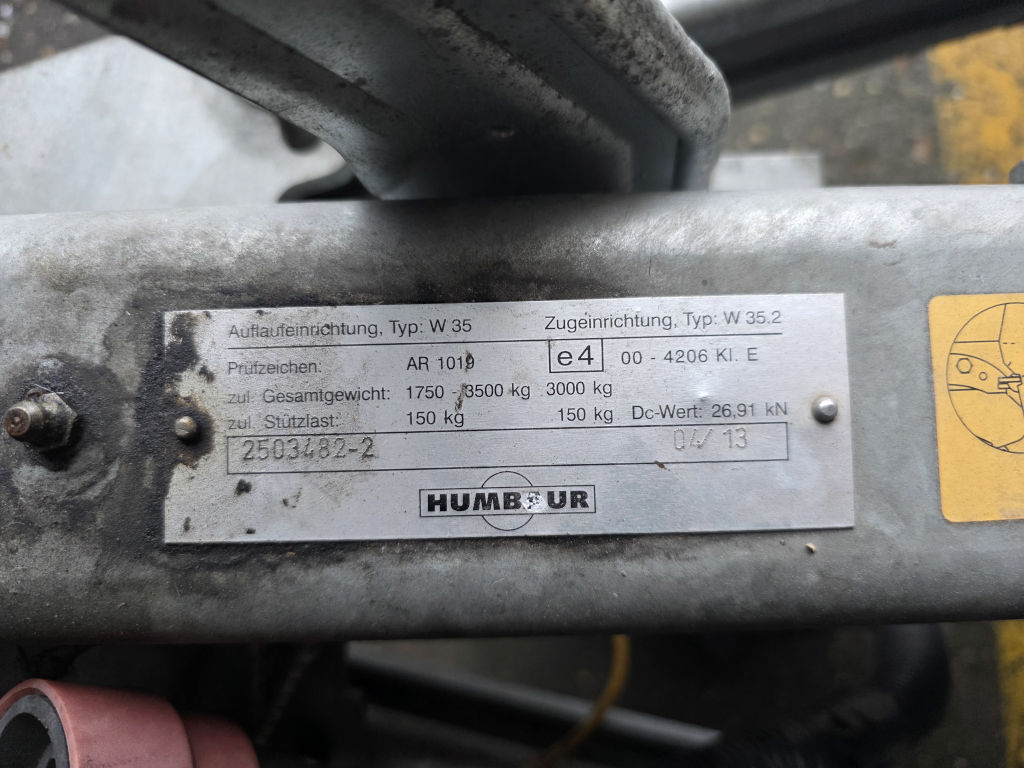 Auflaufeinrichtung, Typ: W 35 Zugeinrichtung, Typ: W 35.2
Prüfzeichen: AR 1019 e4 00 - 4206 Kl. E
zul. Gesamtgewicht: 1750 - 3500 kg 3000 kg
zul. Stützlast: 150 kg 150 kg Dc-Wert: 26,91 kN
2503482-2 04/13
HUMBAUR